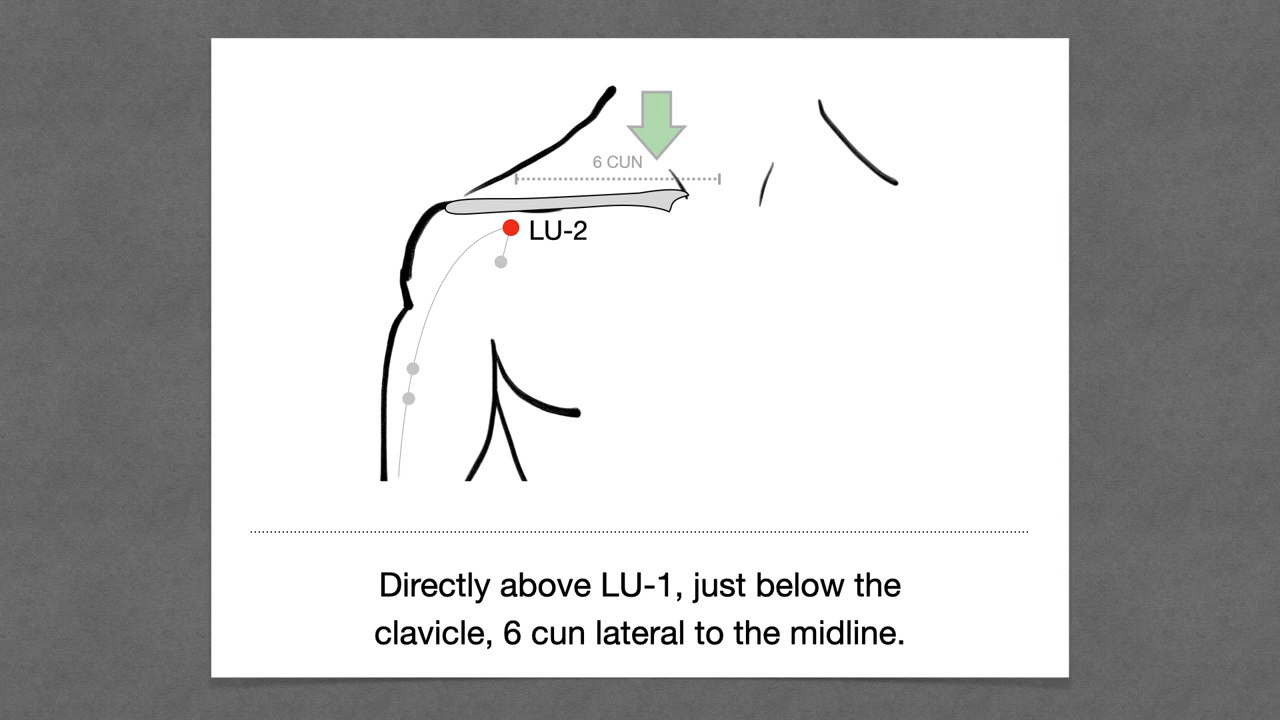 6 CUN
LU-2
Directly above LU-1, just below the
clavicle, 6 cun lateral to the midline.